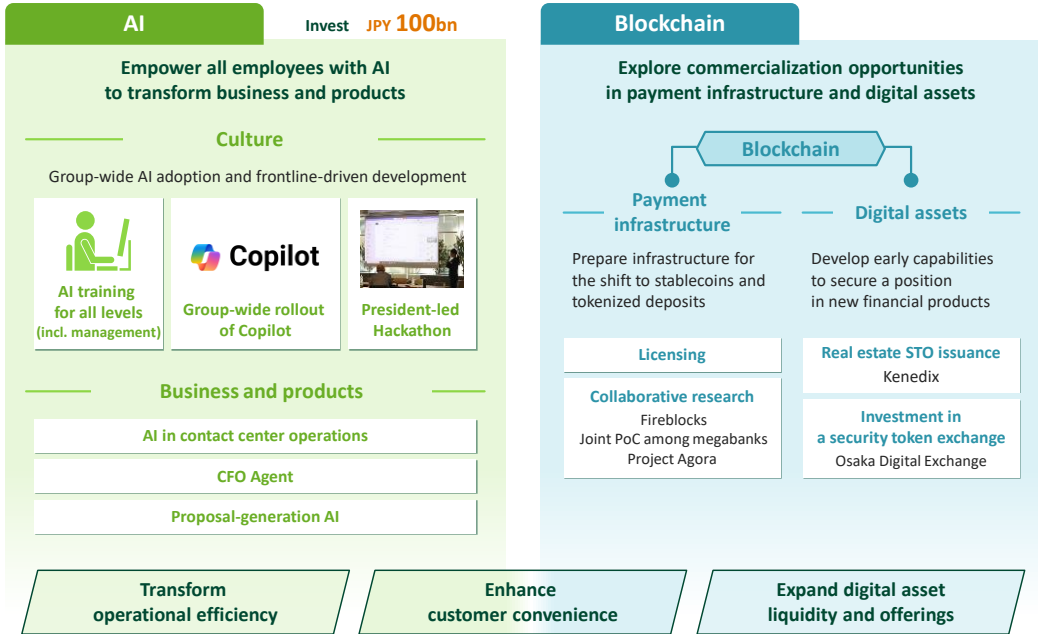 AI
Invest JPY 100bn
Empower all employees with AI
to transform business and products
Culture
Group-wide AI adoption and frontline-driven development
AI training
for all levels
(incl. management)
Copilot
Group-wide rollout
of Copilot
President-led
Hackathon
Business and products
AI in contact center operations
CFO Agent
Proposal-generation AI
Blockchain
Explore commercialization opportunities
in payment infrastructure and digital assets
Blockchain
Payment
infrastructure
Prepare infrastructure for
the shift to stablecoins and
tokenized deposits
Licensing
Collaborative research
Fireblocks
Joint PoC among megabanks
Project Agora
Digital assets
Develop early capabilities
to secure a position
in new financial products
Real estate STO issuance
Kenedix
Investment in
a security token exchange
Osaka Digital Exchange
Transform
operational efficiency
Enhance
customer convenience
Expand digital asset
liquidity and offerings